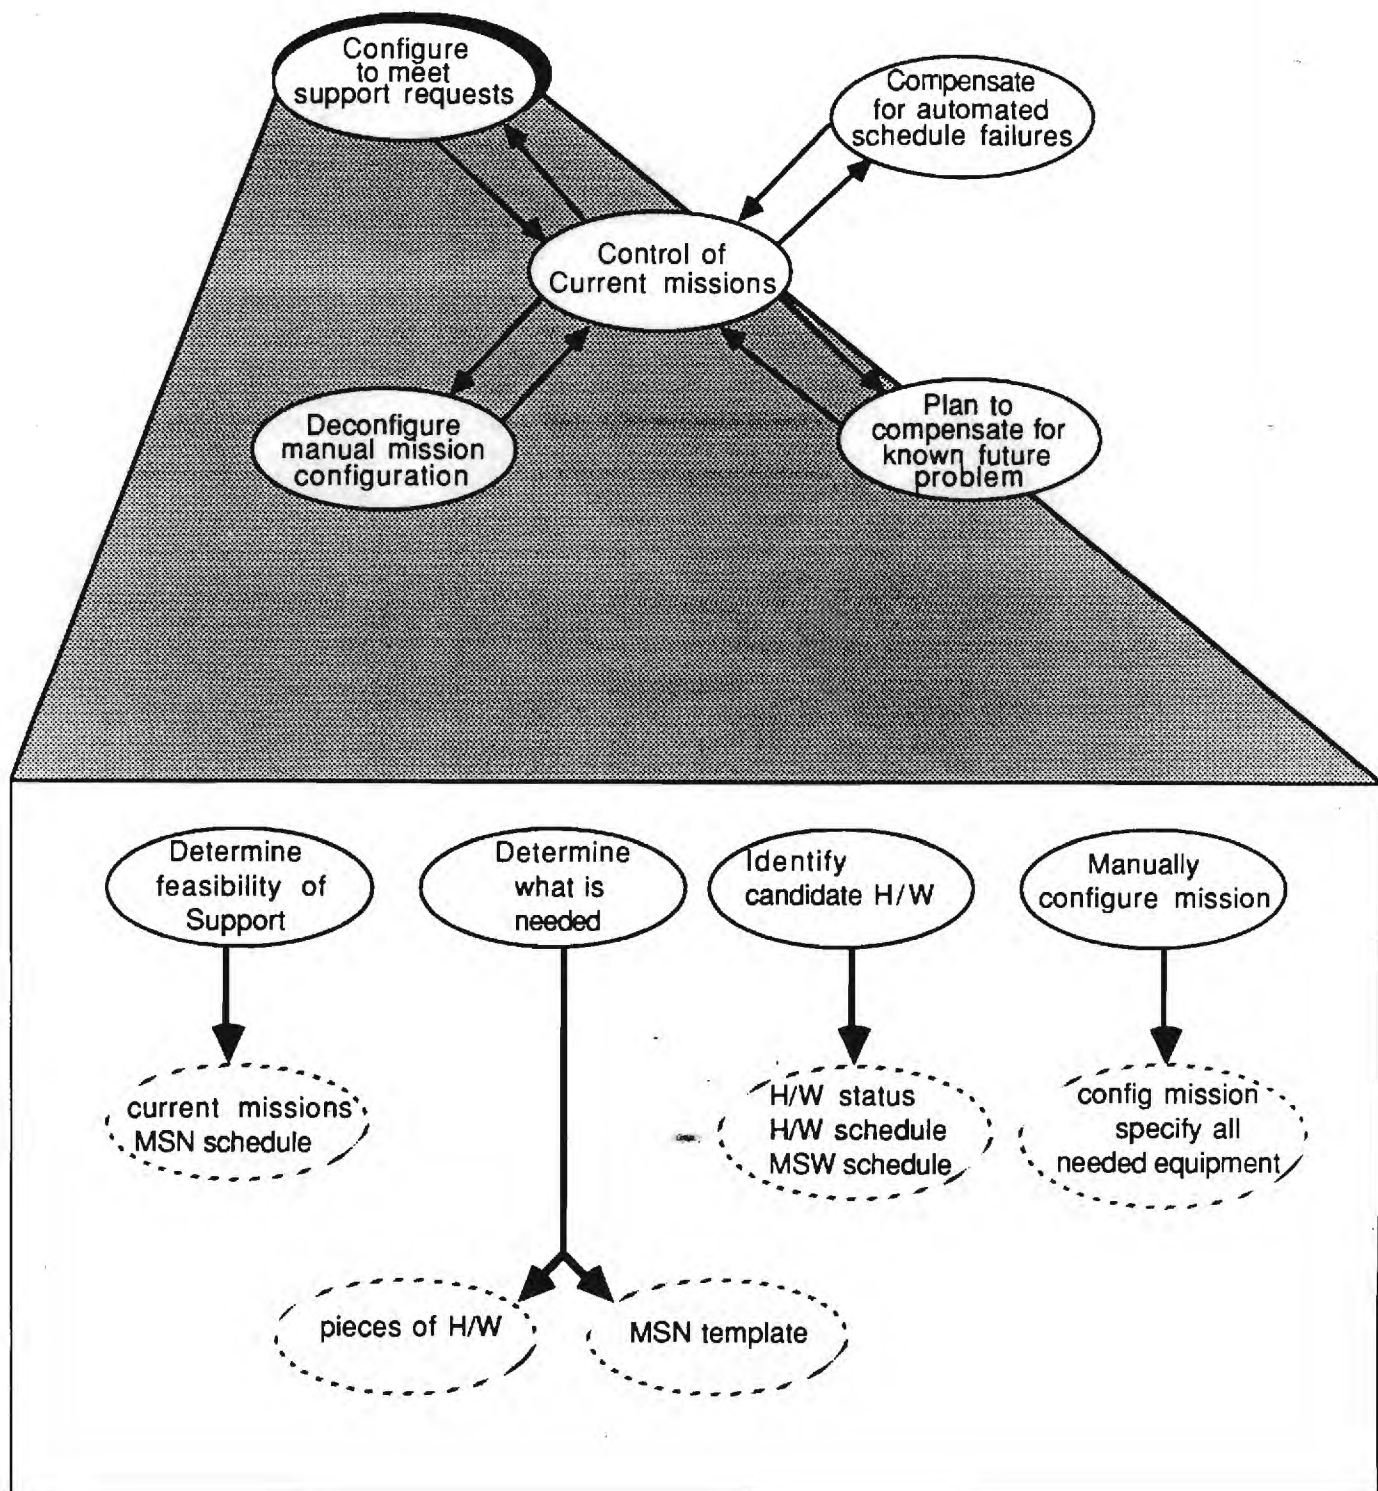 Configure
to meet
support requests
Compensate
for automated
schedule failures
Control of
Current missions
Deconfigure
manual mission
configuration
Plan to
compensate for
known future
problem
Determine
feasibility of
Support
Determine
what is
needed
Identify
candidate H/W
Manually
configure mission
current missions
MSN schedule
H/W status
H/W schedule
MSW schedule
config mission
specify all
needed equipment
pieces of H/W
MSN template